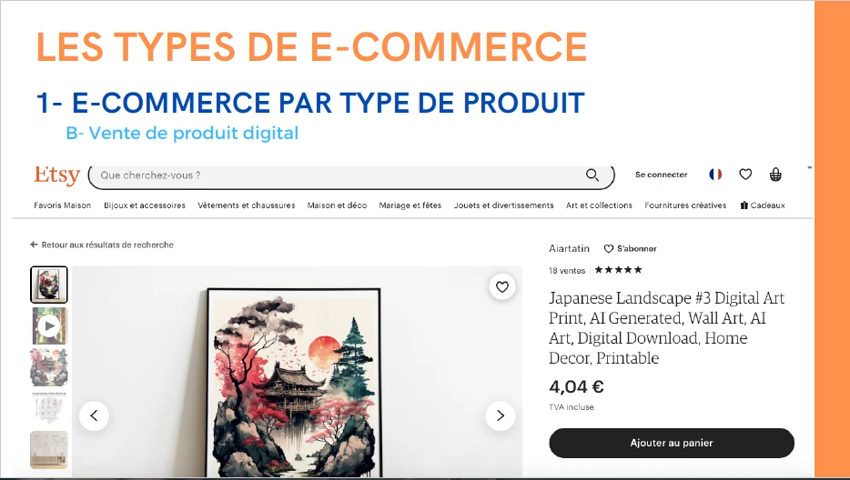 LES TYPES DE E-COMMERCE
1- E-COMMERCE PAR TYPE DE PRODUIT
B- Vente de produit digital
Etsy
Que cherchez-vous ?
Se connecter
Favoris Maison Bijoux et accessoires Vêtements et chaussures Maison et déco Mariage et fêtes Jouets et divertissements Art et collections Fournitures créatives Cadeaux
Retour aux résultats de recherche
Aiartatin S'abonner
18 ventes
Japanese Landscape #3 Digital Art
Print, AI Generated, Wall Art, AI
Art, Digital Download, Home
Decor, Printable
4,04 €
TVA incluse
Ajouter au panier